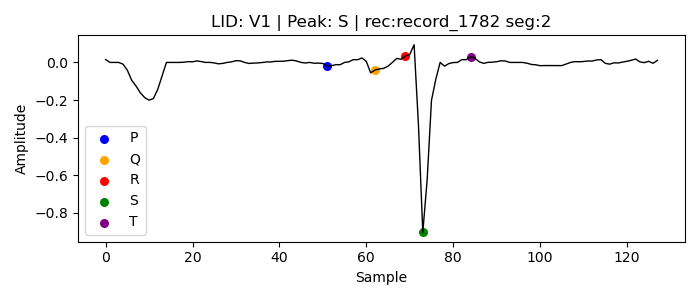 LID: V1 | Peak: S | rec:record_1782 seg:2
Amplitude
0.0
−0.2
−0.4
−0.6
−0.8
P
Q
R
S
T
0 20 40 60 80 100 120
Sample